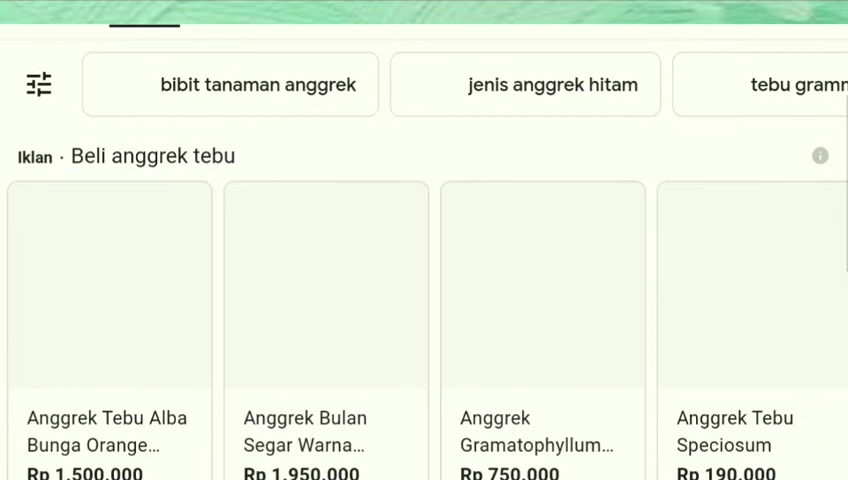 bibit tanaman anggrek
jenis anggrek hitam
tebu gramm
Iklan · Beli anggrek tebu
Anggrek Tebu Alba
Bunga Orange...
Rp 1.500.000
Anggrek Bulan
Segar Warna...
Rp 1.950.000
Anggrek
Gramatophyllum...
Rp 750.000
Anggrek Tebu
Speciosum
Rp 190.000